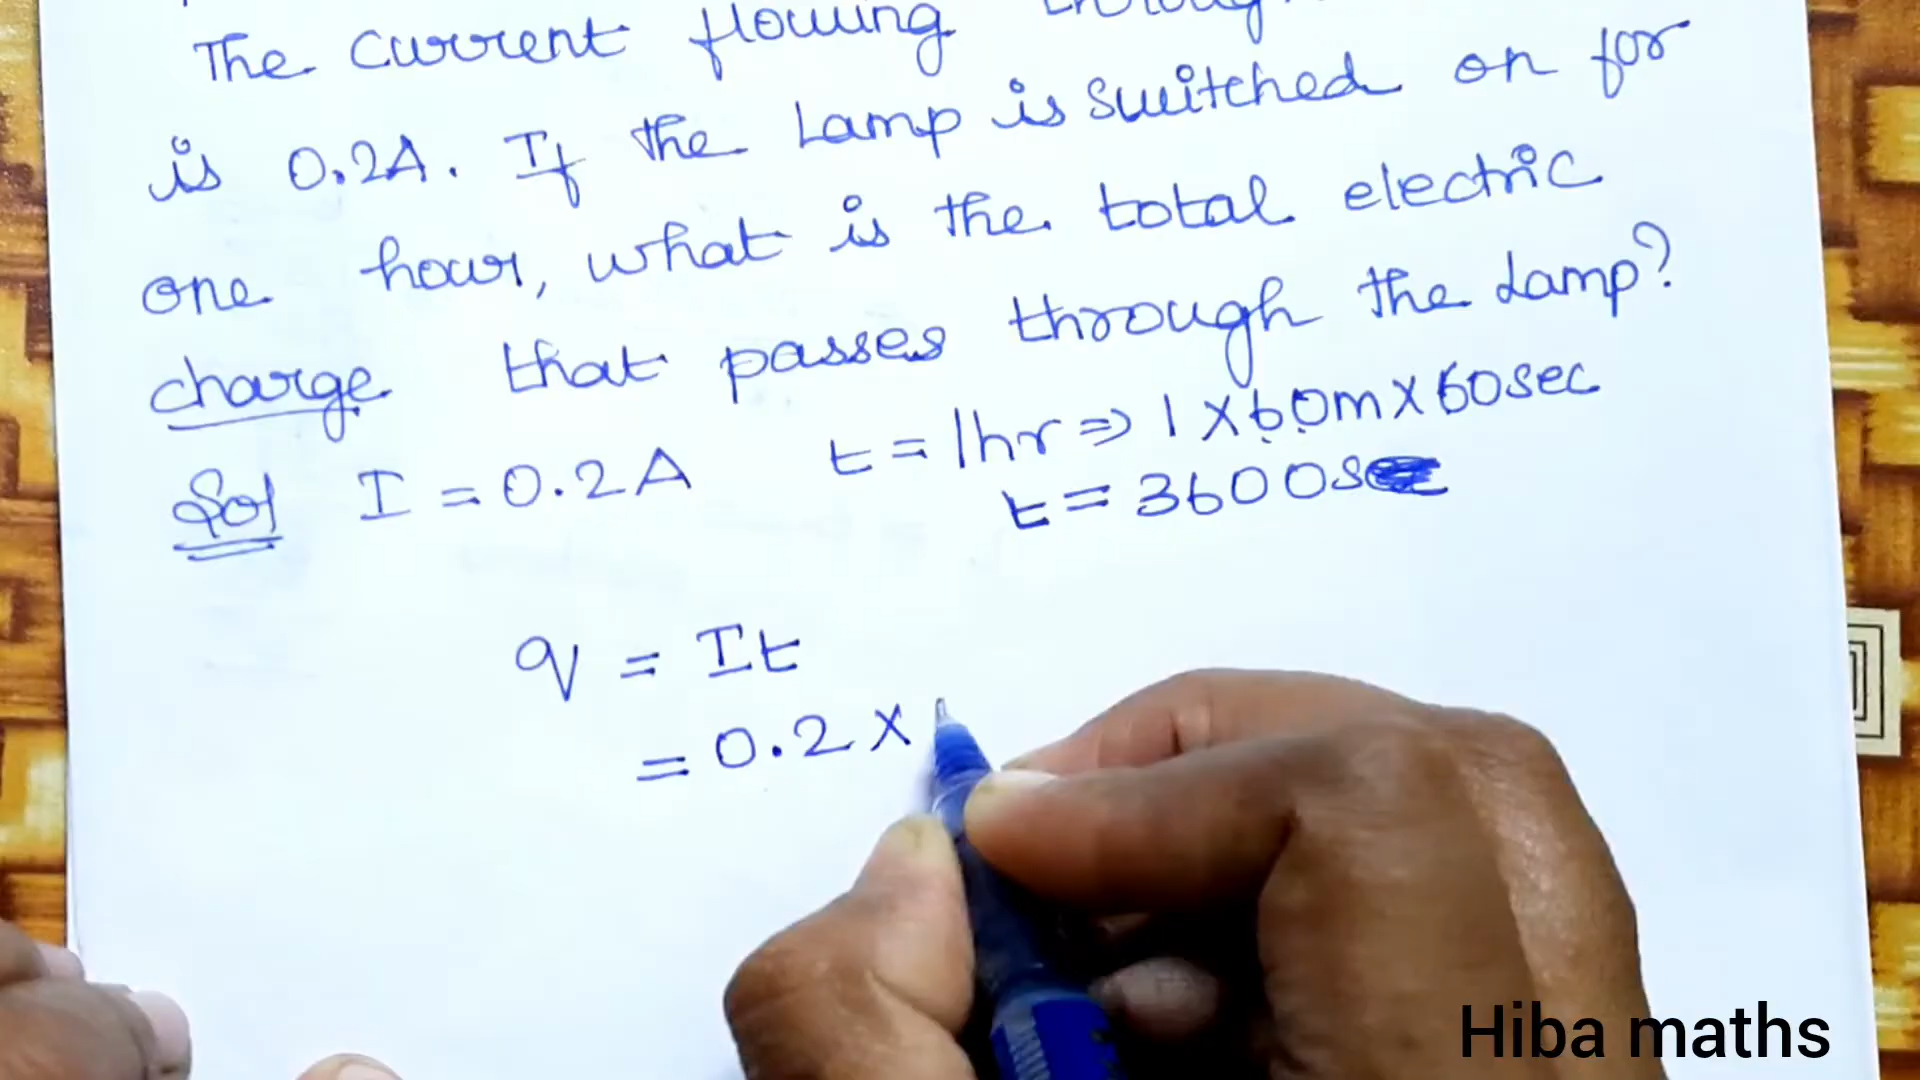 The current flowing through
is 0.2A. If the Lamp is switched on for
one hour, what is the total electric
charge that passes through the Lamp?
Sol I = 0.2A t = 1hr ⇒ 1 X 60m X 60sec
t = 3600s
q = It
= 0.2 X
Hiba maths